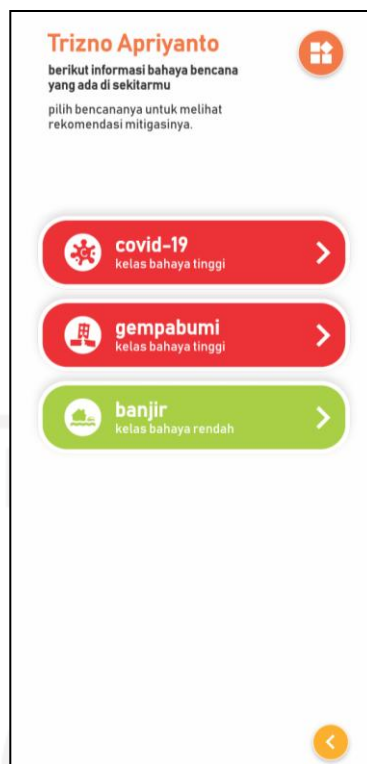 Trizno Apriyanto
berikut informasi bahaya bencana
yang ada di sekitarmu
pilih bencananya untuk melihat
rekomendasi mitigasinya.
covid-19
kelas bahaya tinggi
gempabumi
kelas bahaya tinggi
banjir
kelas bahaya rendah